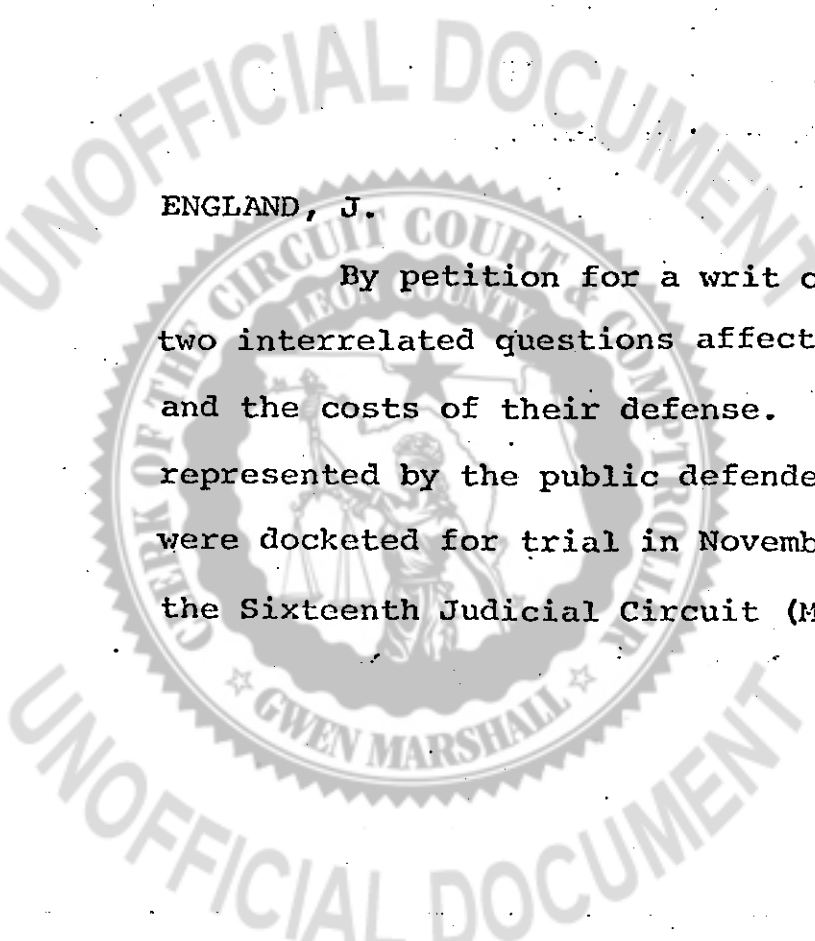 UNOFFICIAL DOCUMENT
ENGLAND, J.
CLERK OF THE CIRCUIT COURT & COMPTROLLER
LEON COUNTY
By petition for a writ o
two interrelated questions affect
and the costs of their defense.
represented by the public defende
were docketed for trial in Novemb
the Sixteenth Judicial Circuit (M
GWEN MARSHALL
UNOFFICIAL DOCUMENT